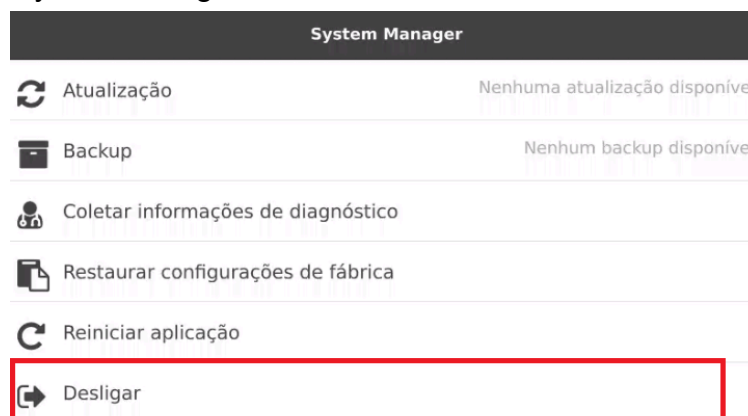 System Manager
Atualização Nenhuma atualização disponíve
Backup Nenhum backup disponíve
Coletar informações de diagnóstico
Restaurar configurações de fábrica
Reiniciar aplicação
Desligar